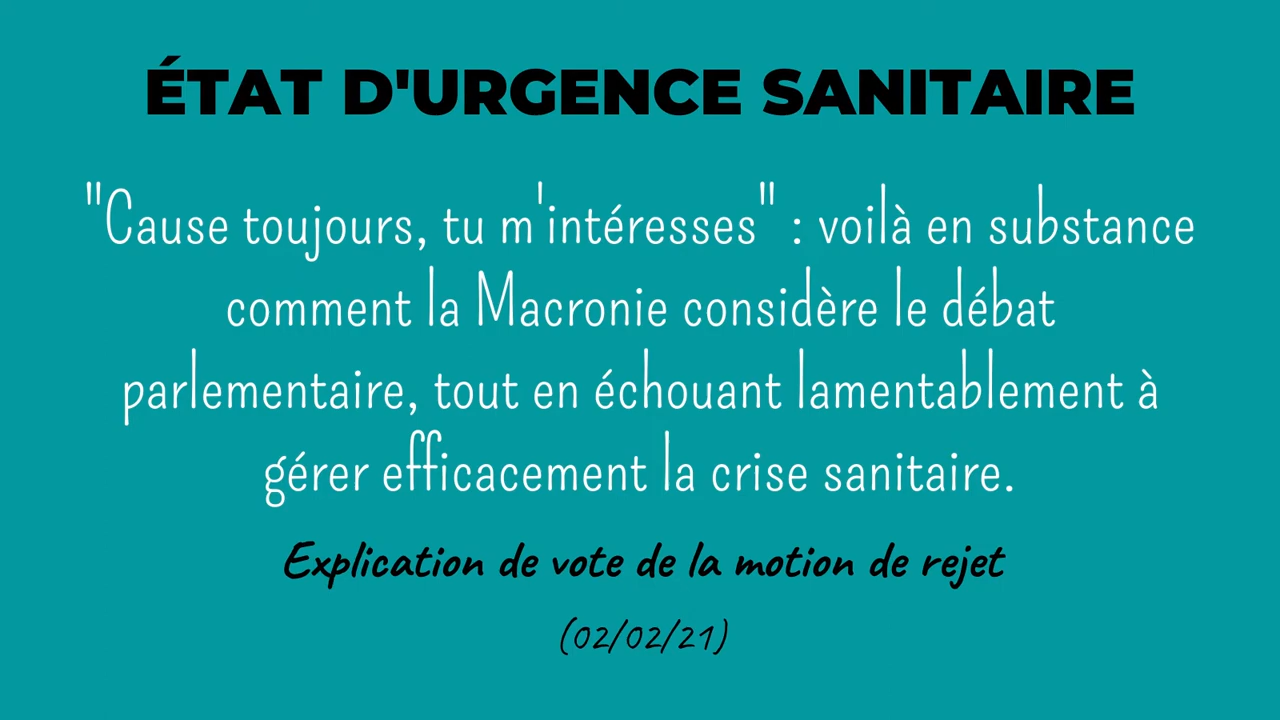 ÉTAT D'URGENCE SANITAIRE
"Cause toujours, tu m'intéresses" : voilà en substance
comment la Macronie considère le débat
parlementaire, tout en échouant lamentablement à
gérer efficacement la crise sanitaire.
Explication de vote de la motion de rejet
(02/02/21)